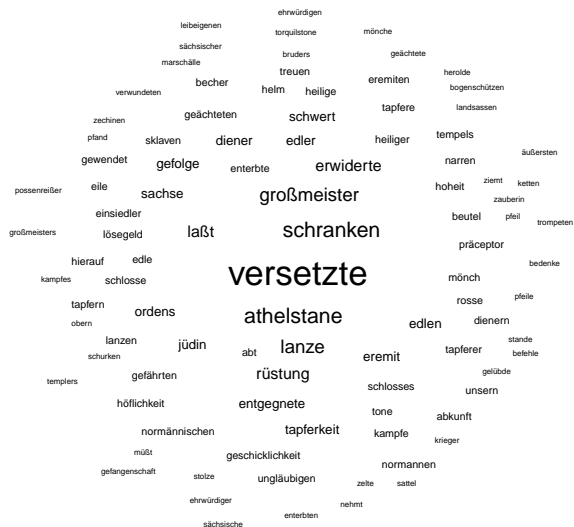 ehrwürdigen
leibeigenen torquilstone mönche
sächsischer bruders geächtete
marschälle treuen herolde
becher helm heilige eremiten bogenschützen
verwundeten tapfere landsassen
zechinen geächteten schwert
pfand sklaven diener edler heiliger tempels
gewendet gefolge enterbte erwiderte narren äußersten
possenreißer eile sachse großmeister hoheit ziemt ketten
zauberin
einsiedler beutel pfeil trompeten
großmeisters lösegeld laßt schranken
präceptor
hierauf edle bedenke
kampfes schlosse versetzte mönch
rosse pfeile
tapfern ordens athelstane edlen dienern
obern
lanzen jüdin abt lanze tapferer stande
schurken eremit befehle
templers gefährten rüstung gelübde
schlosses unsern
höflichkeit entgegnete
tone abkunft
normännischen tapferkeit kampfe krieger
müßt geschicklichkeit
gefangenschaft stolze ungläubigen normannen
zelte sattel
ehrwürdiger nehmt
enterbten
sächsische